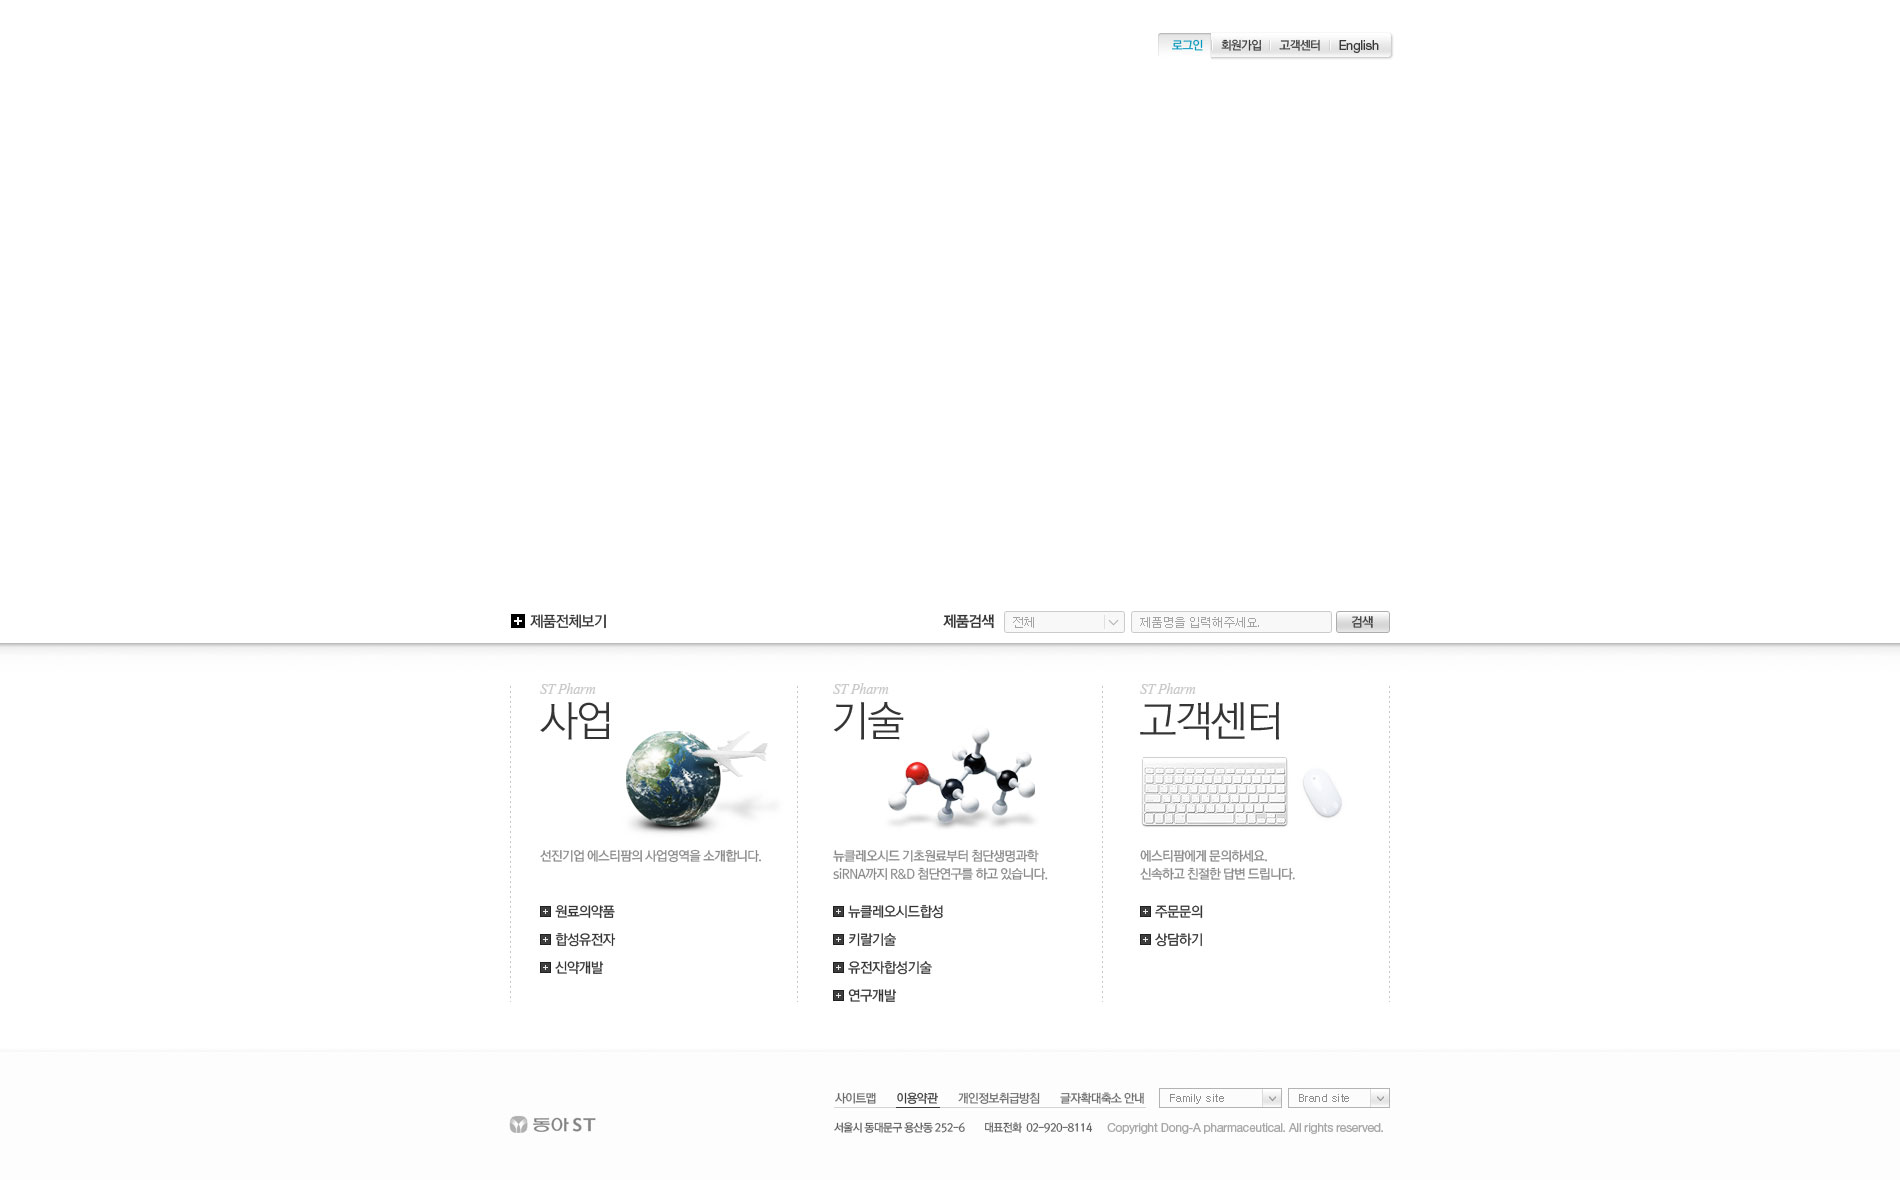 로그인 회원가입 고객센터 English
제품전체보기
제품검색 전체 제품명을 입력해주세요. 검색
ST Pharm
사업
선진기업 에스티팜의 사업영역을 소개합니다.
원료의약품
합성유전자
신약개발
ST Pharm
기술
뉴클레오시드 기초원료부터 첨단생명과학
siRNA까지 R&D 첨단연구를 하고 있습니다.
뉴클레오시드합성
키랄기술
유전자합성기술
연구개발
ST Pharm
고객센터
에스티팜에게 문의하세요.
신속하고 친절한 답변 드립니다.
주문문의
상담하기
동아ST
사이트맵 이용약관 개인정보취급방침 글자확대축소 안내 Family site Brand site
서울시 동대문구 용산동 252-6 대표전화 02-920-8114 Copyright Dong-A pharmaceutical. All rights reserved.